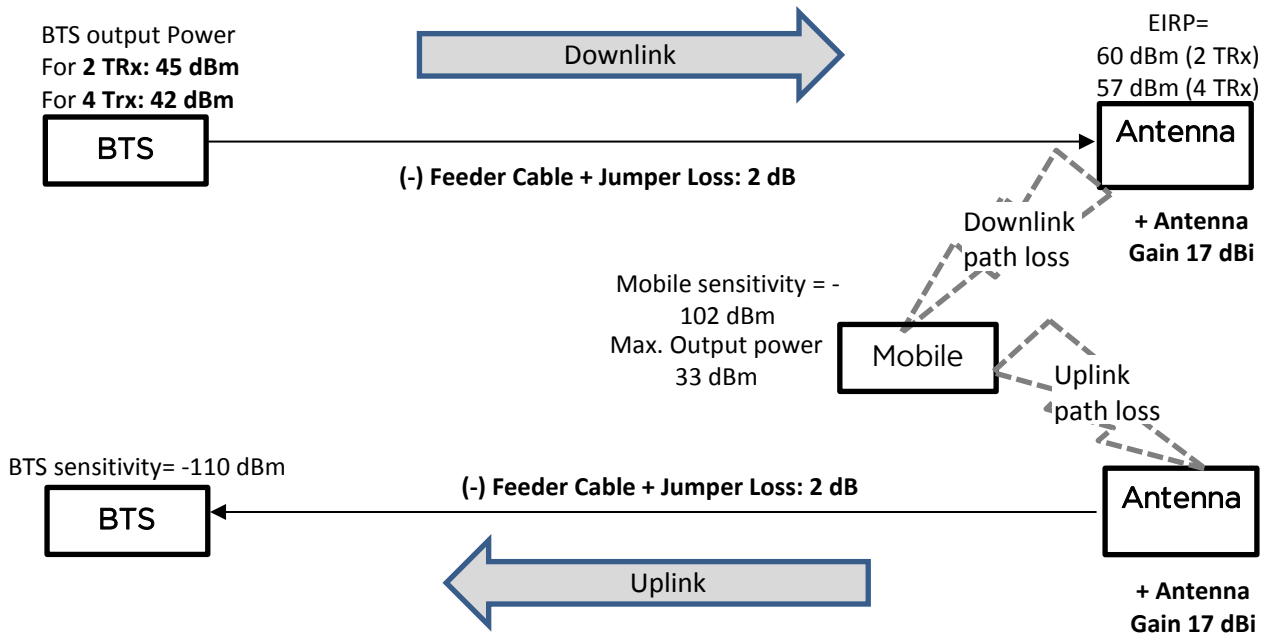 BTS output Power
For 2 TRx: 45 dBm
For 4 Trx: 42 dBm
BTS
Downlink
EIRP=
60 dBm (2 TRx)
57 dBm (4 TRx)
Antenna
(-) Feeder Cable + Jumper Loss: 2 dB
+ Antenna
Gain 17 dBi
Downlink
path loss
Mobile sensitivity = -
102 dBm
Max. Output power
33 dBm
Mobile
Uplink
path loss
BTS sensitivity= -110 dBm
BTS
(-) Feeder Cable + Jumper Loss: 2 dB
Antenna
Uplink
+ Antenna
Gain 17 dBi